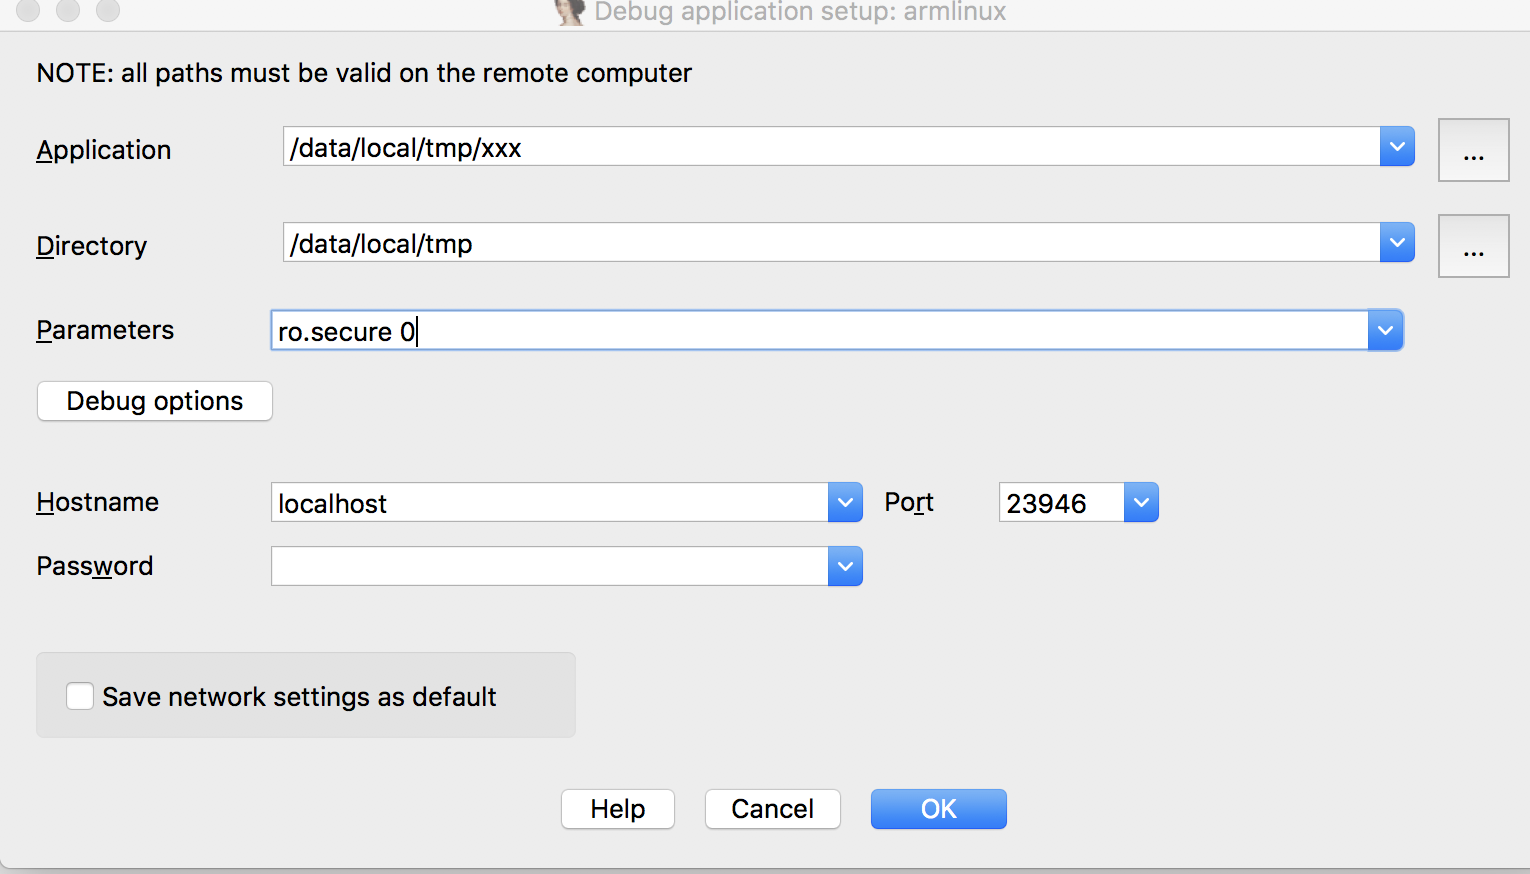 Debug application setup: armlinux
NOTE: all paths must be valid on the remote computer
Application /data/local/tmp/xxx ...
Directory /data/local/tmp ...
Parameters ro.secure 0
Debug options
Hostname localhost Port 23946
Password
Save network settings as default
Help Cancel OK